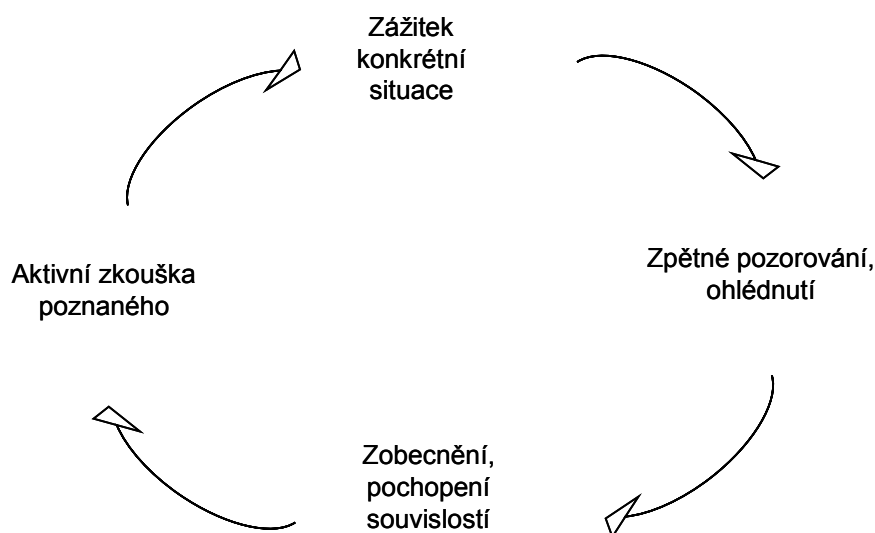 Zážitek
konkrétní
situace
Zpětné pozorování,
ohlédnutí
Zobecnění,
pochopení
souvislostí
Aktivní zkouška
poznaného